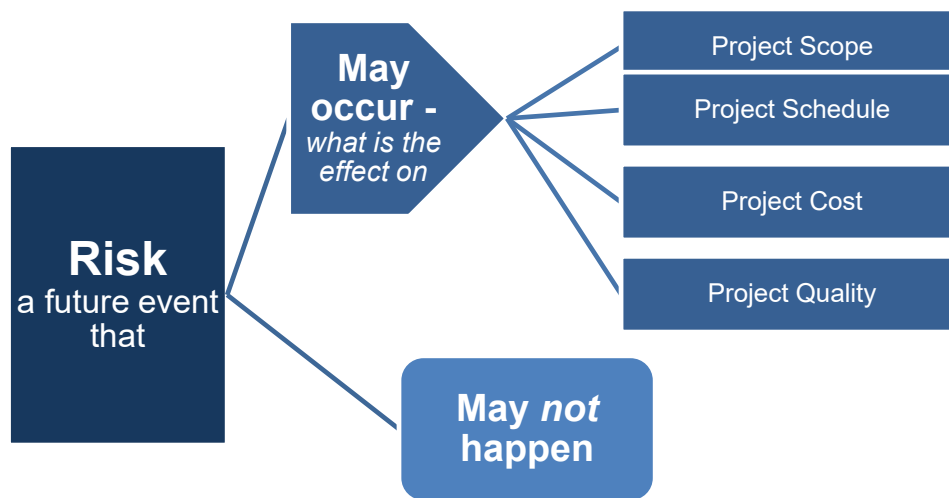 Risk
a future event
that
May
occur -
what is the
effect on
Project Scope
Project Schedule
Project Cost
Project Quality
May not
happen